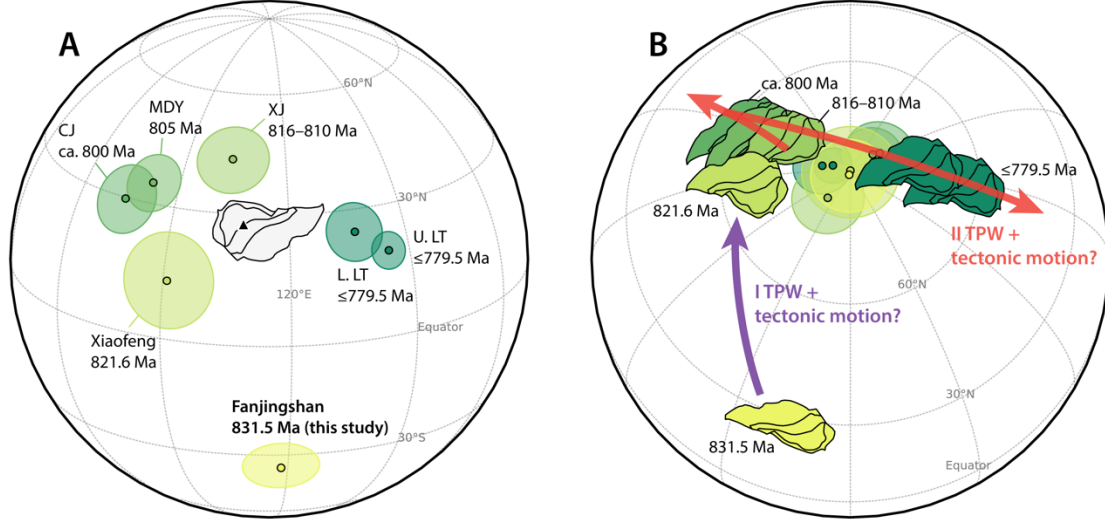 A
60°N
MDY
805 Ma
XJ
816–810 Ma
CJ
ca. 800 Ma
30°N
120°E
U. LT
≤779.5 Ma
L. LT
≤779.5 Ma
Equator
Xiaofeng
821.6 Ma
Fanjingshan
831.5 Ma (this study)
30°S
B
ca. 800 Ma
816–810 Ma
≤779.5 Ma
821.6 Ma
II TPW +
tectonic motion?
60°N
I TPW +
tectonic motion?
30°N
831.5 Ma
Equator